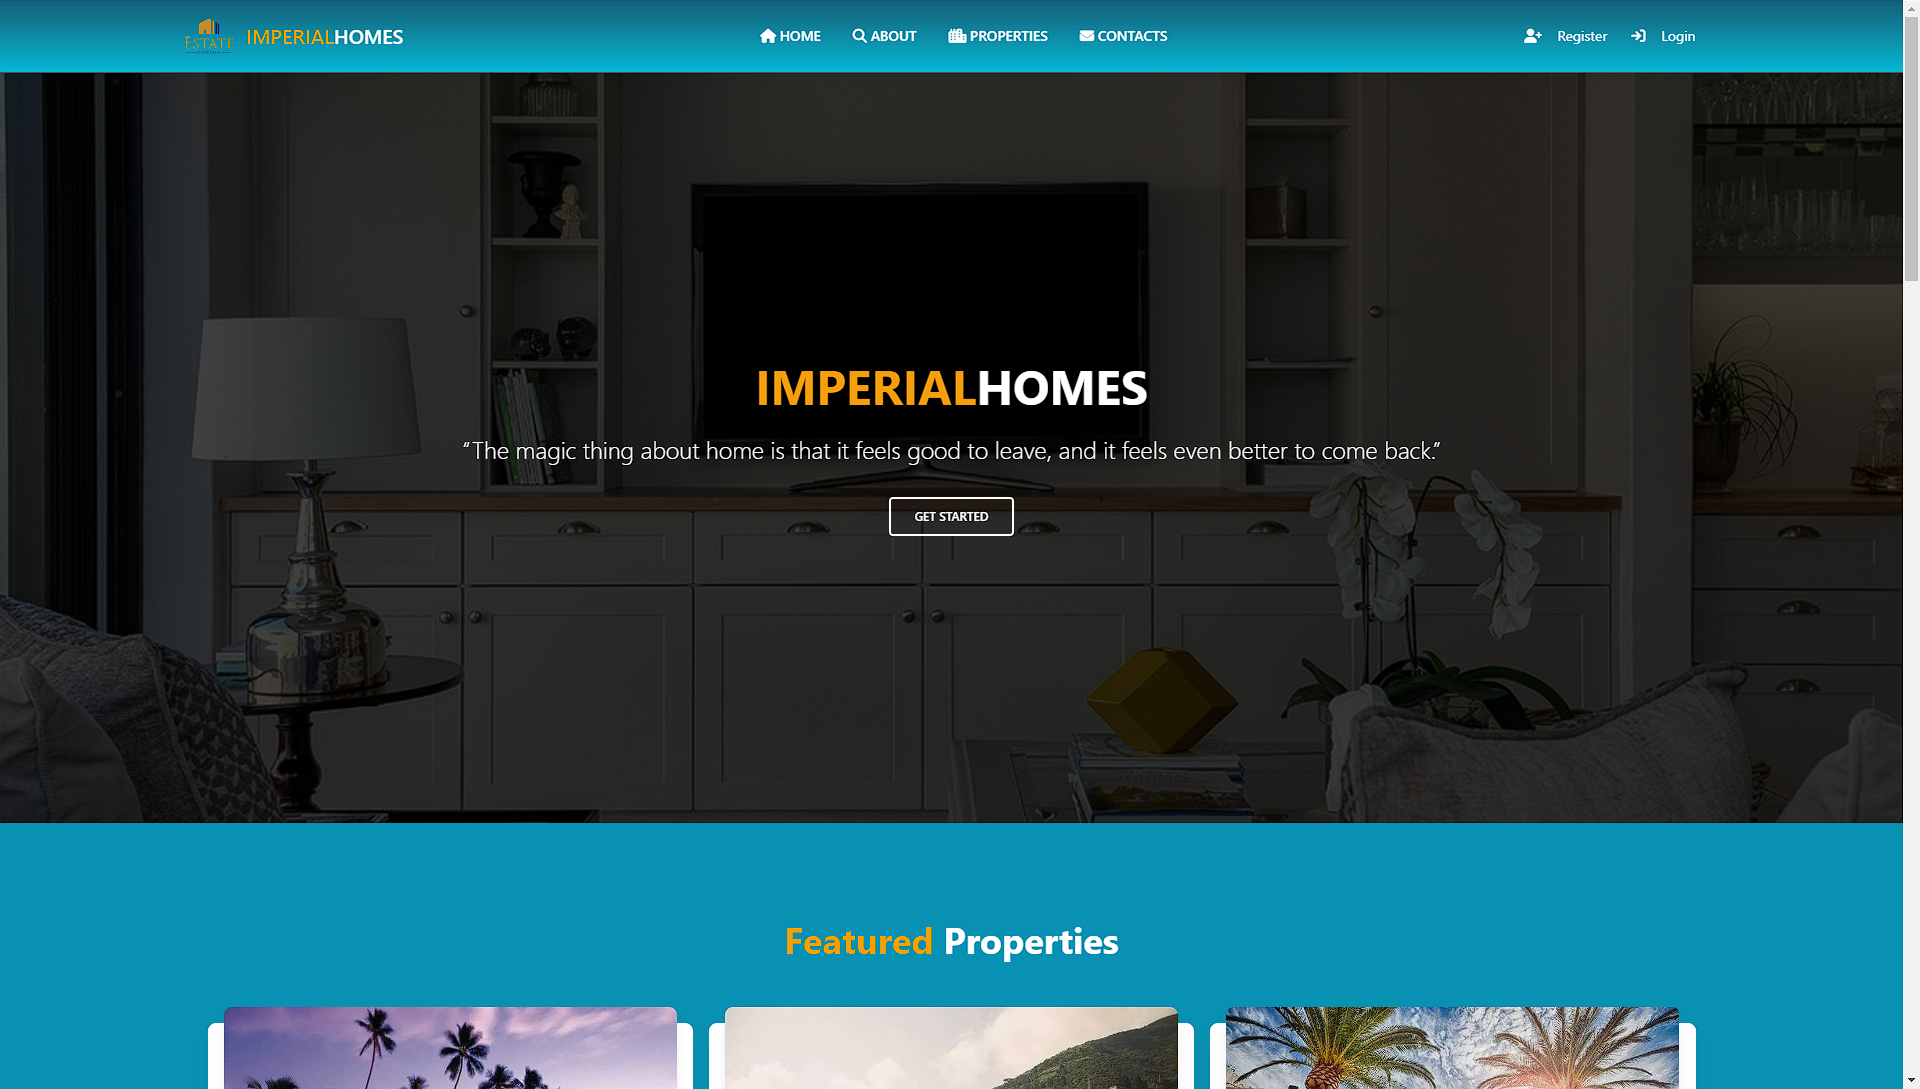 ESTATE
IMPERIALHOMES
HOME
ABOUT
PROPERTIES
CONTACTS
Register
Login
IMPERIALHOMES
“The magic thing about home is that it feels good to leave, and it feels even better to come back.”
GET STARTED
Featured Properties